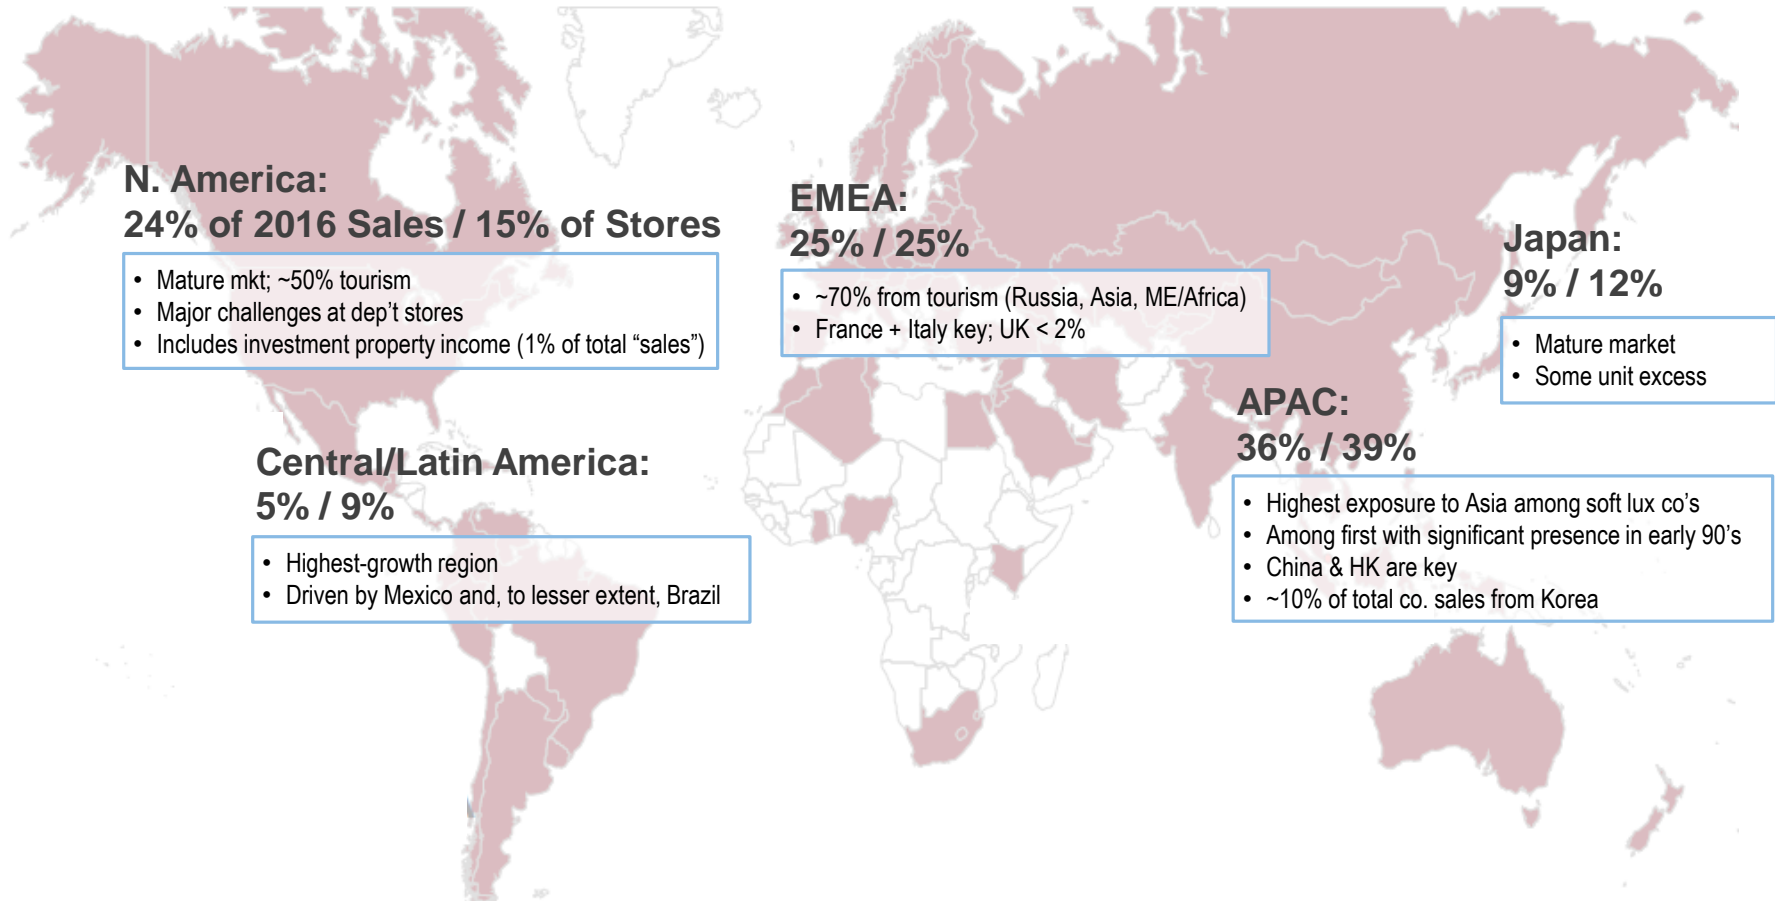 N. America:
24% of 2016 Sales / 15% of Stores
• Mature mkt; ~50% tourism
• Major challenges at dep’t stores
• Includes investment property income (1% of total “sales”)
EMEA:
25% / 25%
• ~70% from tourism (Russia, Asia, ME/Africa)
• France + Italy key; UK < 2%
Japan:
9% / 12%
• Mature market
• Some unit excess
Central/Latin America:
5% / 9%
• Highest-growth region
• Driven by Mexico and, to lesser extent, Brazil
APAC:
36% / 39%
• Highest exposure to Asia among soft lux co’s
• Among first with significant presence in early 90’s
• China & HK are key
• ~10% of total co. sales from Korea